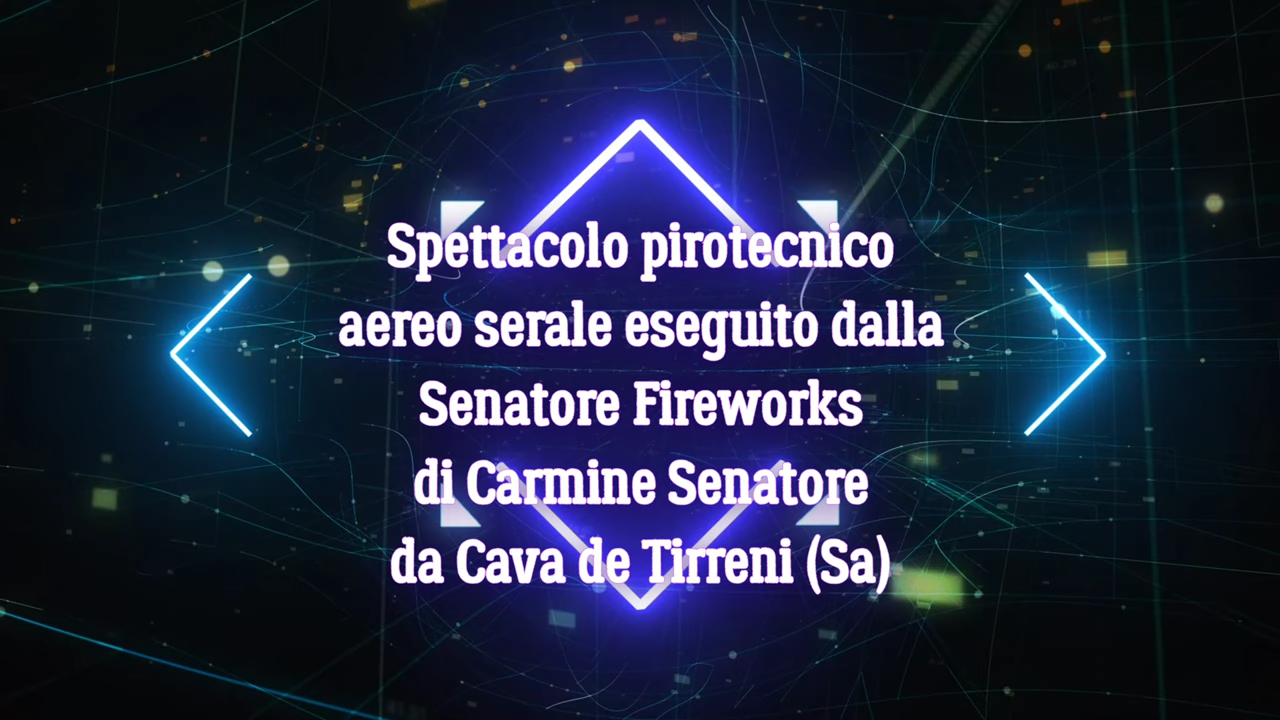 Spettacolo pirotecnico
aereo serale eseguito dalla
Senatore Fireworks
di Carmine Senatore
da Cava de Tirreni (Sa)